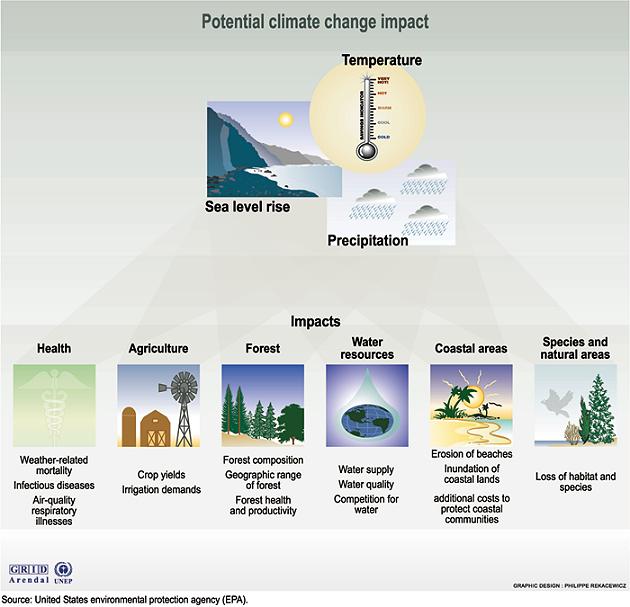 Potential climate change impact
Temperature
VERY
HOT!
HOT
WARM
COOL
COLD
SAVINGS INDICATOR
Sea level rise
Precipitation
Impacts
Health
Agriculture
Forest
Water
resources
Coastal areas
Species and
natural areas
Weather-related
mortality
Infectious diseases
Air-quality
respiratory
illnesses
Crop yields
Irrigation demands
Forest composition
Geographic range
of forest
Forest health
and productivity
Water supply
Water quality
Competition for
water
Erosion of beaches
Inundation of
coastal lands
additional costs to
protect coastal
communities
Loss of habitat and
species
GRID
Arendal
UNEP
GRAPHIC DESIGN : PHILIPPE REKACEWICZ
Source: United States environmental protection agency (EPA).